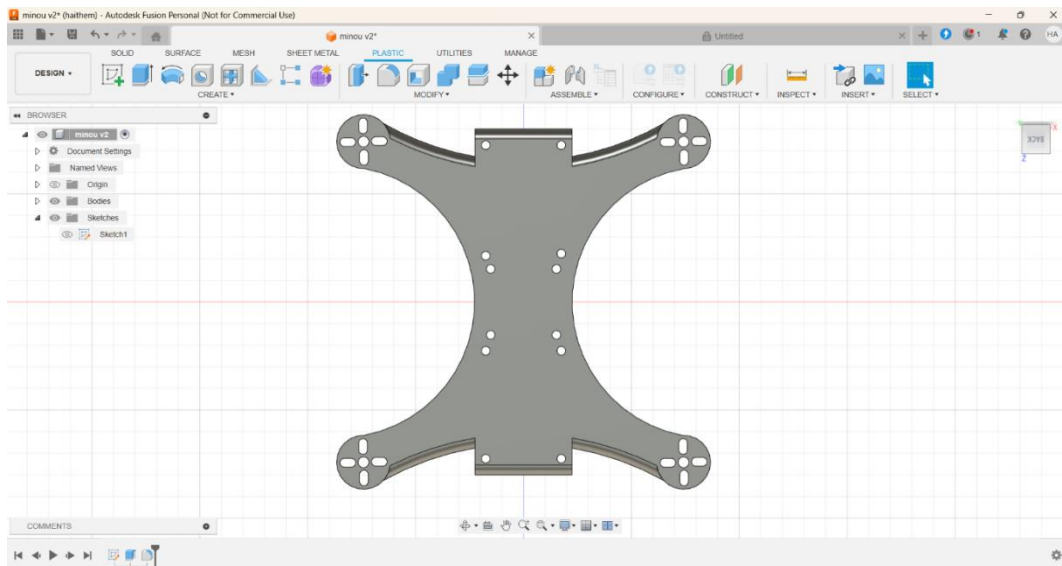 minou v2* (haithem) - Autodesk Fusion Personal (Not for Commercial Use)
minou v2*
Untitled
1
HA
SOLID SURFACE MESH SHEET METAL PLASTIC UTILITIES MANAGE
DESIGN
CREATE MODIFY ASSEMBLE CONFIGURE CONSTRUCT INSPECT INSERT SELECT
BROWSER
minou v2
Document Settings
Named Views
Origin
Bodies
Sketches
Sketch1
X
BACK
Z
COMMENTS